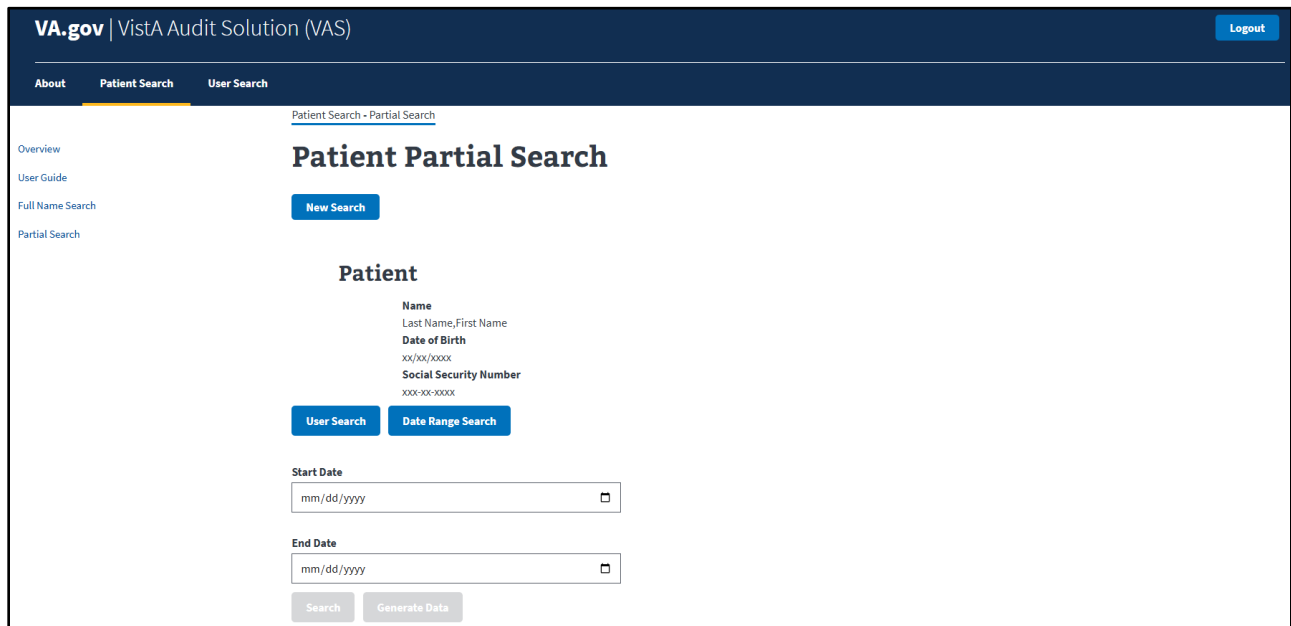 VA.gov | VistA Audit Solution (VAS)
Logout
About Patient Search User Search
Patient Search - Partial Search
Overview
User Guide
Full Name Search
Partial Search
Patient Partial Search
New Search
Patient
Name
Last Name,First Name
Date of Birth
xx/xx/xxxx
Social Security Number
xxx-xx-xxxx
User Search Date Range Search
Start Date
mm/dd/yyyy
End Date
mm/dd/yyyy
Search Generate Data